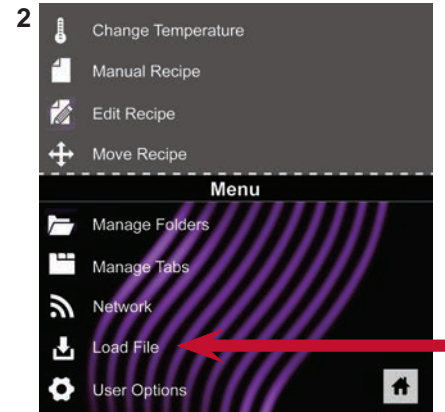 2
Change Temperature
Manual Recipe
Edit Recipe
Move Recipe
Menu
Manage Folders
Manage Tabs
Network
Load File
User Options